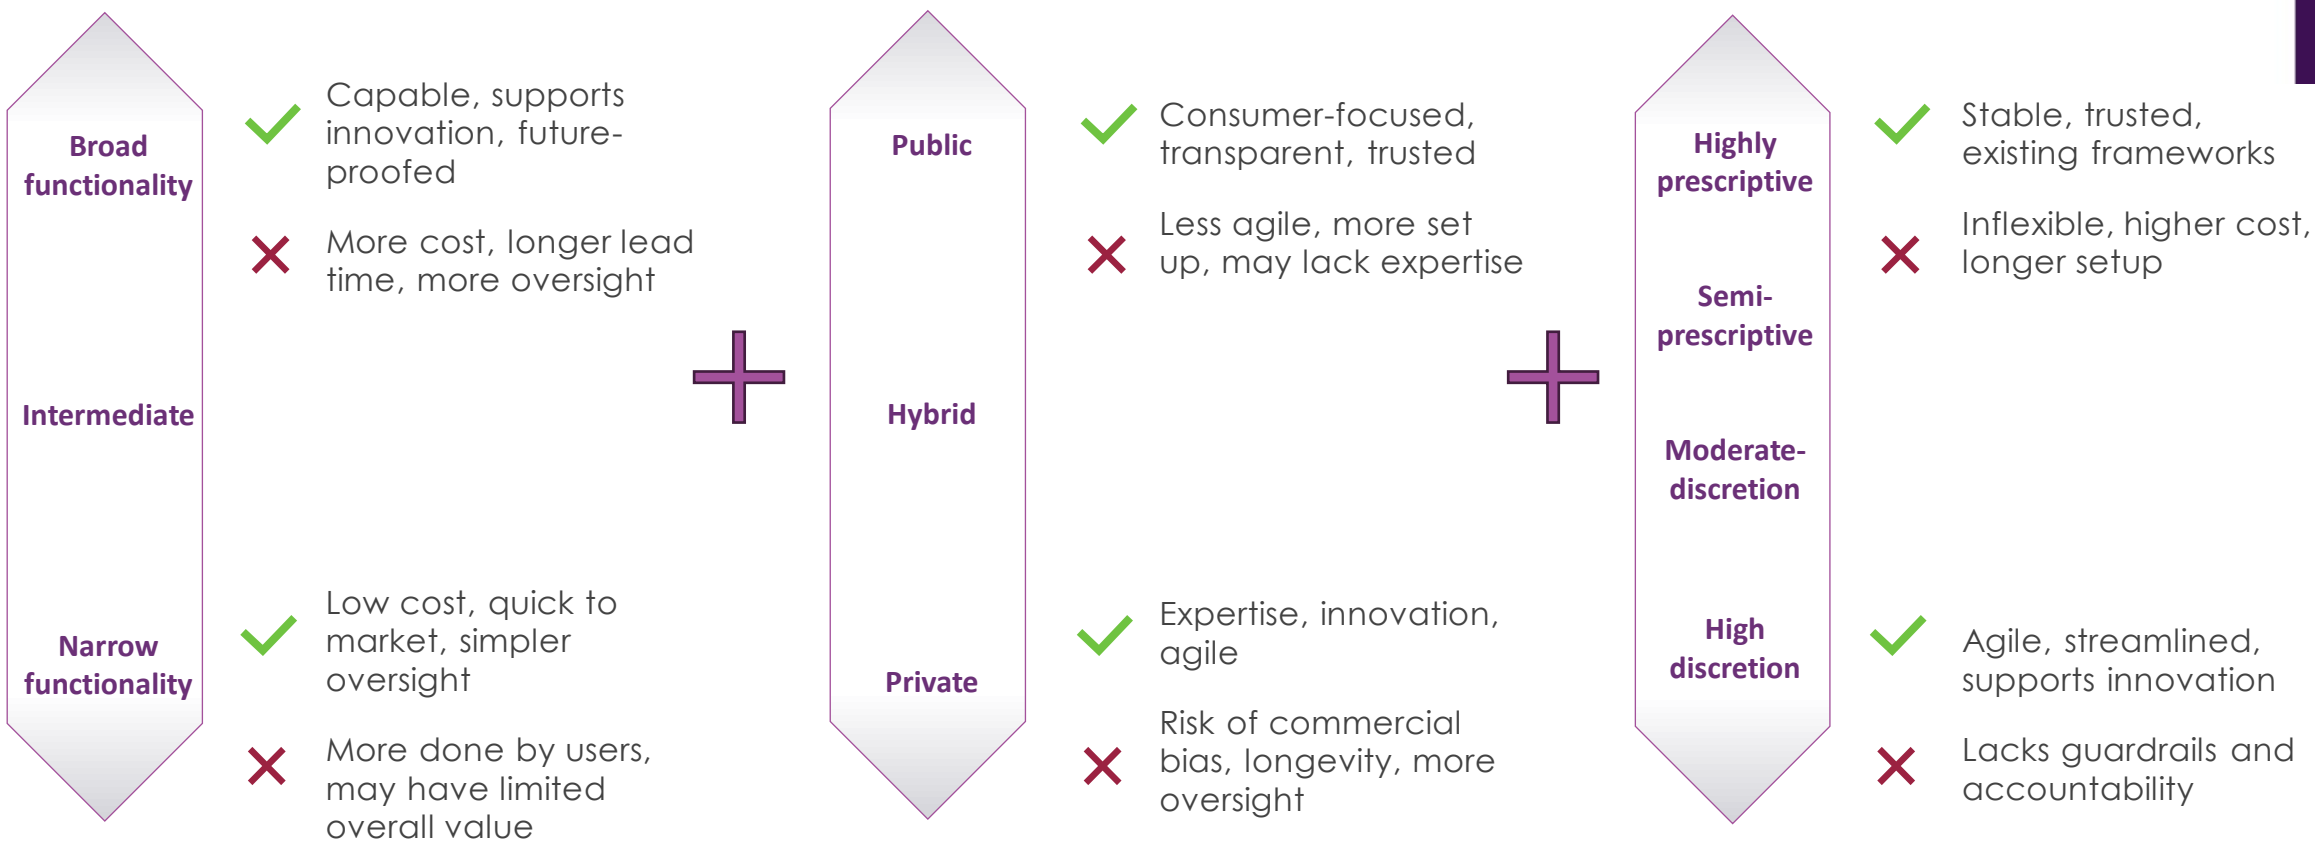 Broad
functionality
Intermediate
Narrow
functionality
Capable, supports
innovation, future-
proofed
More cost, longer lead
time, more oversight
Low cost, quick to
market, simpler
oversight
More done by users,
may have limited
overall value
Public
Hybrid
Private
Consumer-focused,
transparent, trusted
Less agile, more set
up, may lack expertise
Expertise, innovation,
agile
Risk of commercial
bias, longevity, more
oversight
Highly
prescriptive
Semi-
prescriptive
Moderate-
discretion
High
discretion
Stable, trusted,
existing frameworks
Inflexible, higher cost,
longer setup
Agile, streamlined,
supports innovation
Lacks guardrails and
accountability